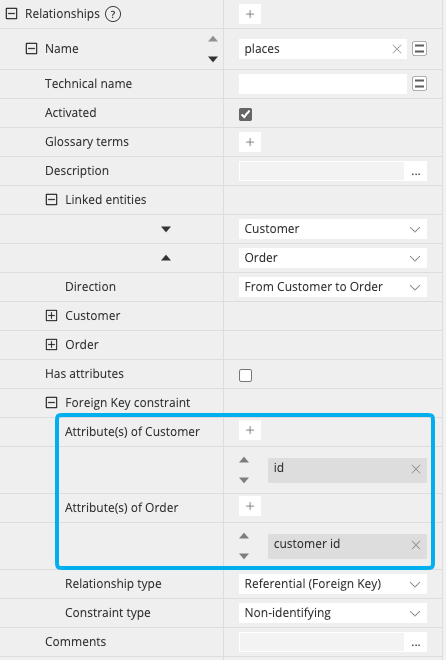 Relationships ?
Name places
Technical name
Activated
Glossary terms
Description ...
Linked entities
Customer
Order
Direction From Customer to Order
Customer
Order
Has attributes
Foreign Key constraint
Attribute(s) of Customer
id
Attribute(s) of Order
customer id
Relationship type Referential (Foreign Key)
Constraint type Non-identifying
Comments ...